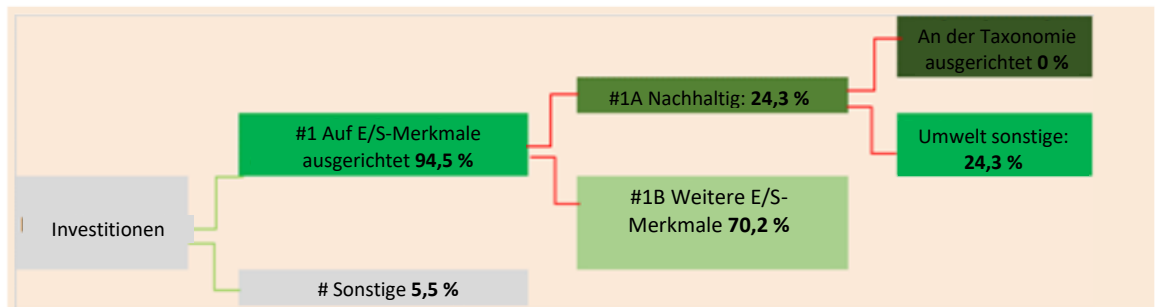 Investitionen
#1 Auf E/S-Merkmale
ausgerichtet 94,5 %
# Sonstige 5,5 %
#1A Nachhaltig: 24,3 %
#1B Weitere E/S-
Merkmale 70,2 %
An der Taxonomie
ausgerichtet 0 %
Umwelt sonstige:
24,3 %